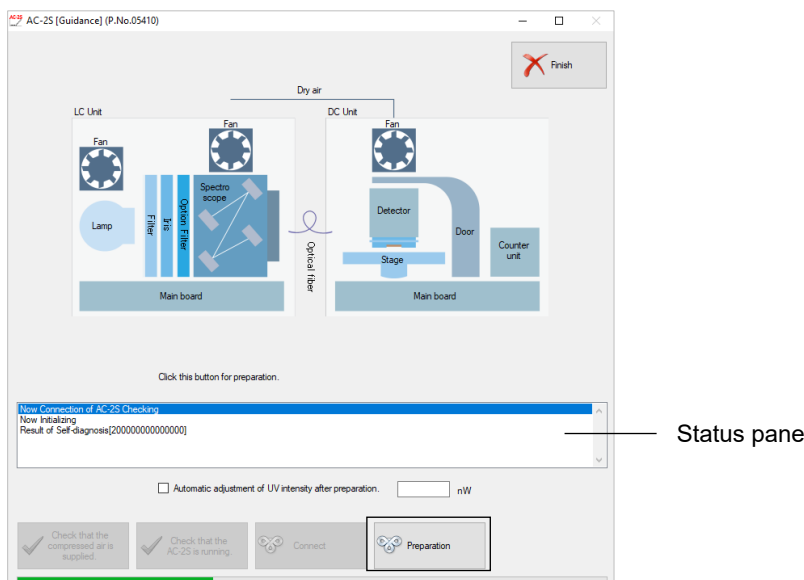 AC-2S AC-2S [Guidance] (P.No.05410)
Finish
Dry air
LC Unit
DC Unit
Fan
Fan
Fan
Lamp
Filter
Iris
Option Filter
Spectro
scope
Optical fiber
Detector
Stage
Door
Counter
unit
Main board
Main board
Click this button for preparation.
Now Connection of AC-2S Checking
Now Initializing
Result of Self-diagnosis[200000000000000]
Status pane
Automatic adjustment of UV intensity after preparation.
nW
Check that the
compressed air is
supplied.
Check that the
AC-2S is running.
Connect
Preparation